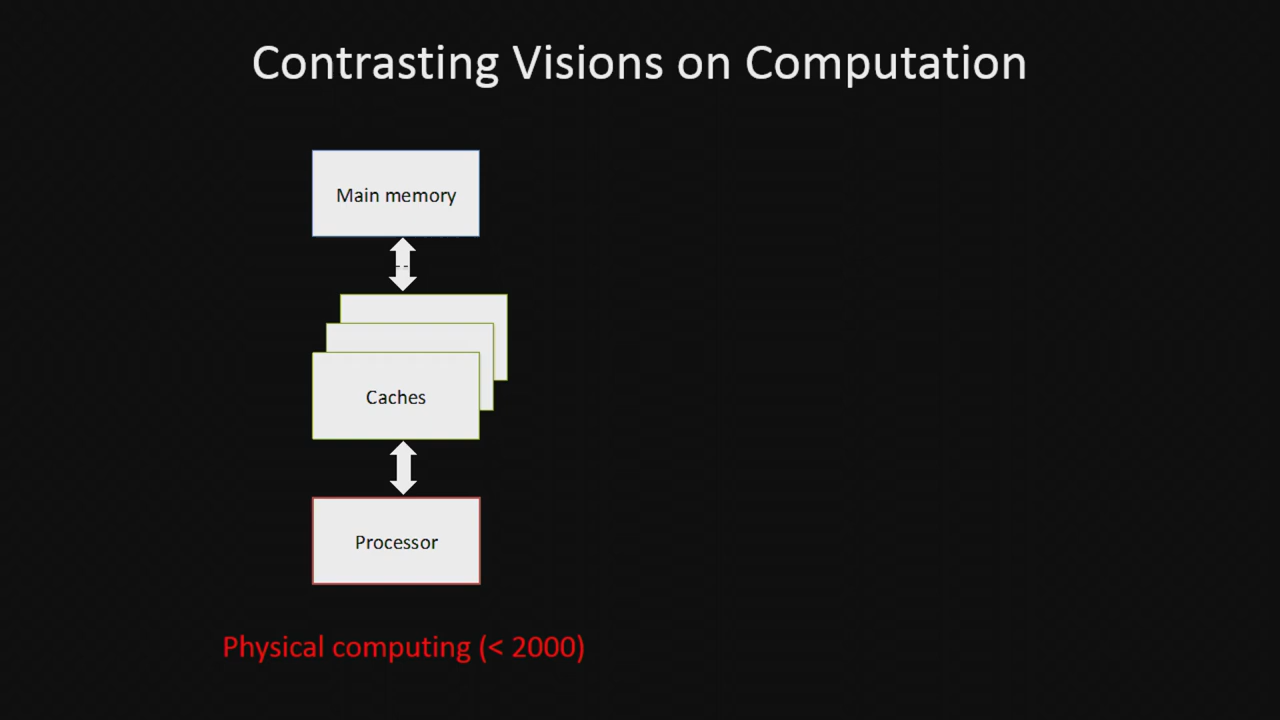 Contrasting Visions on Computation
Main memory
Caches
Processor
Physical computing (< 2000)